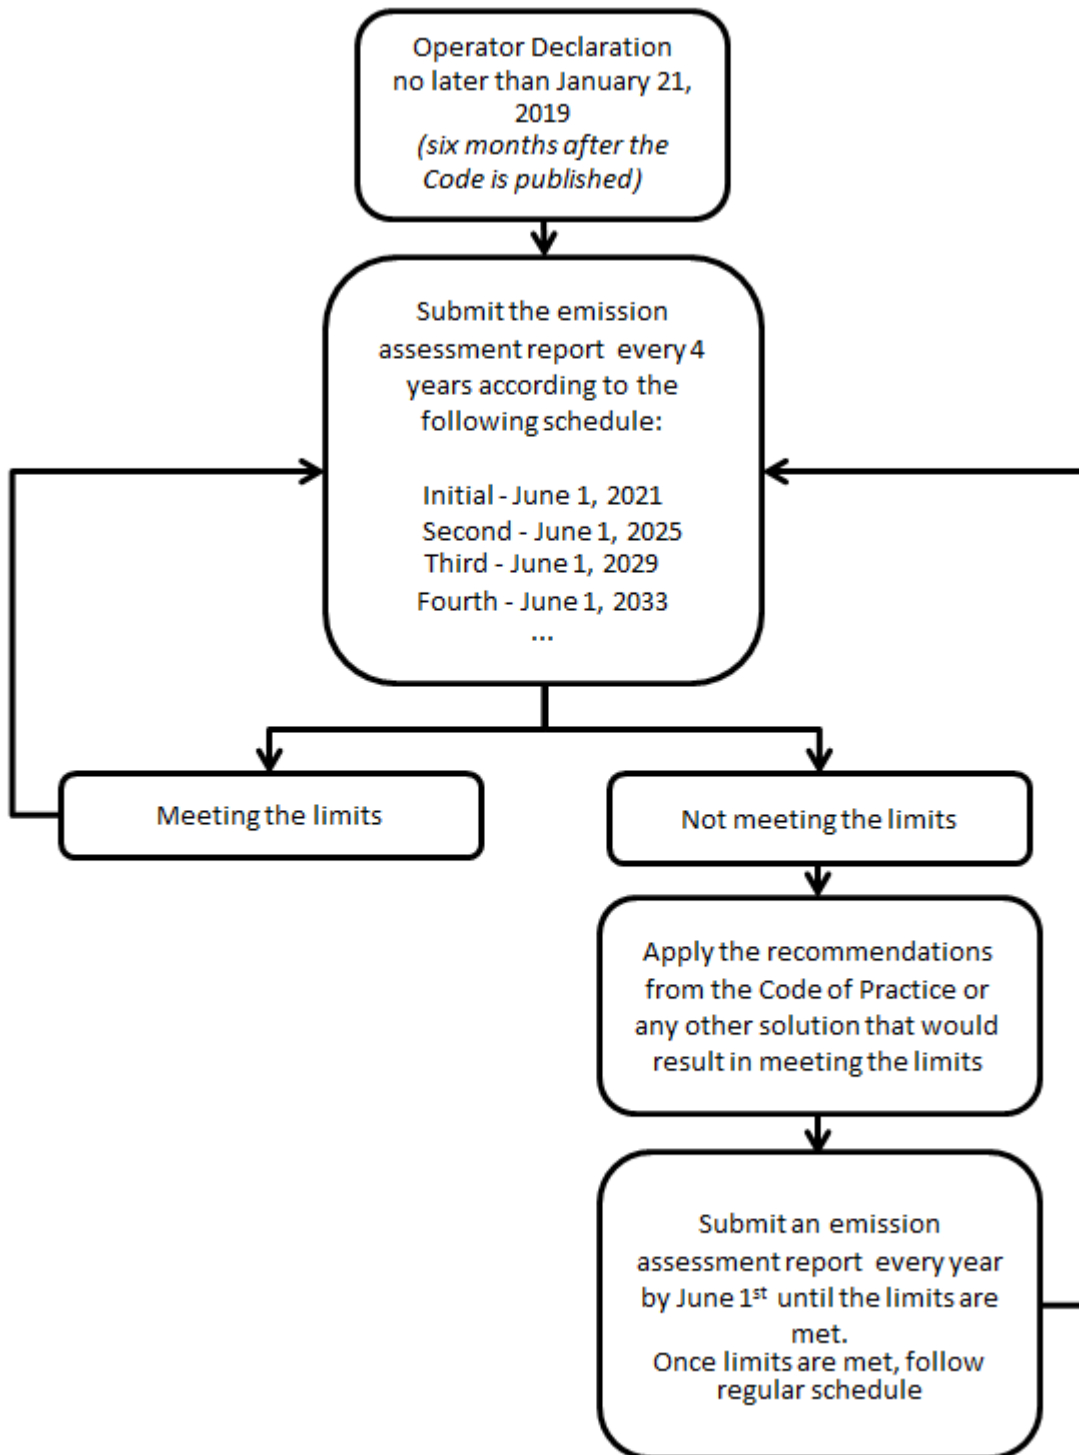 Operator Declaration
no later than January 21,
2019
(six months after the
Code is published)
Submit the emission
assessment report every 4
years according to the
following schedule:
Initial - June 1, 2021
Second - June 1, 2025
Third - June 1, 2029
Fourth - June 1, 2033
...
Meeting the limits
Not meeting the limits
Apply the recommendations
from the Code of Practice or
any other solution that would
result in meeting the limits
Submit an emission
assessment report every year
by June 1st until the limits are
met.
Once limits are met, follow
regular schedule